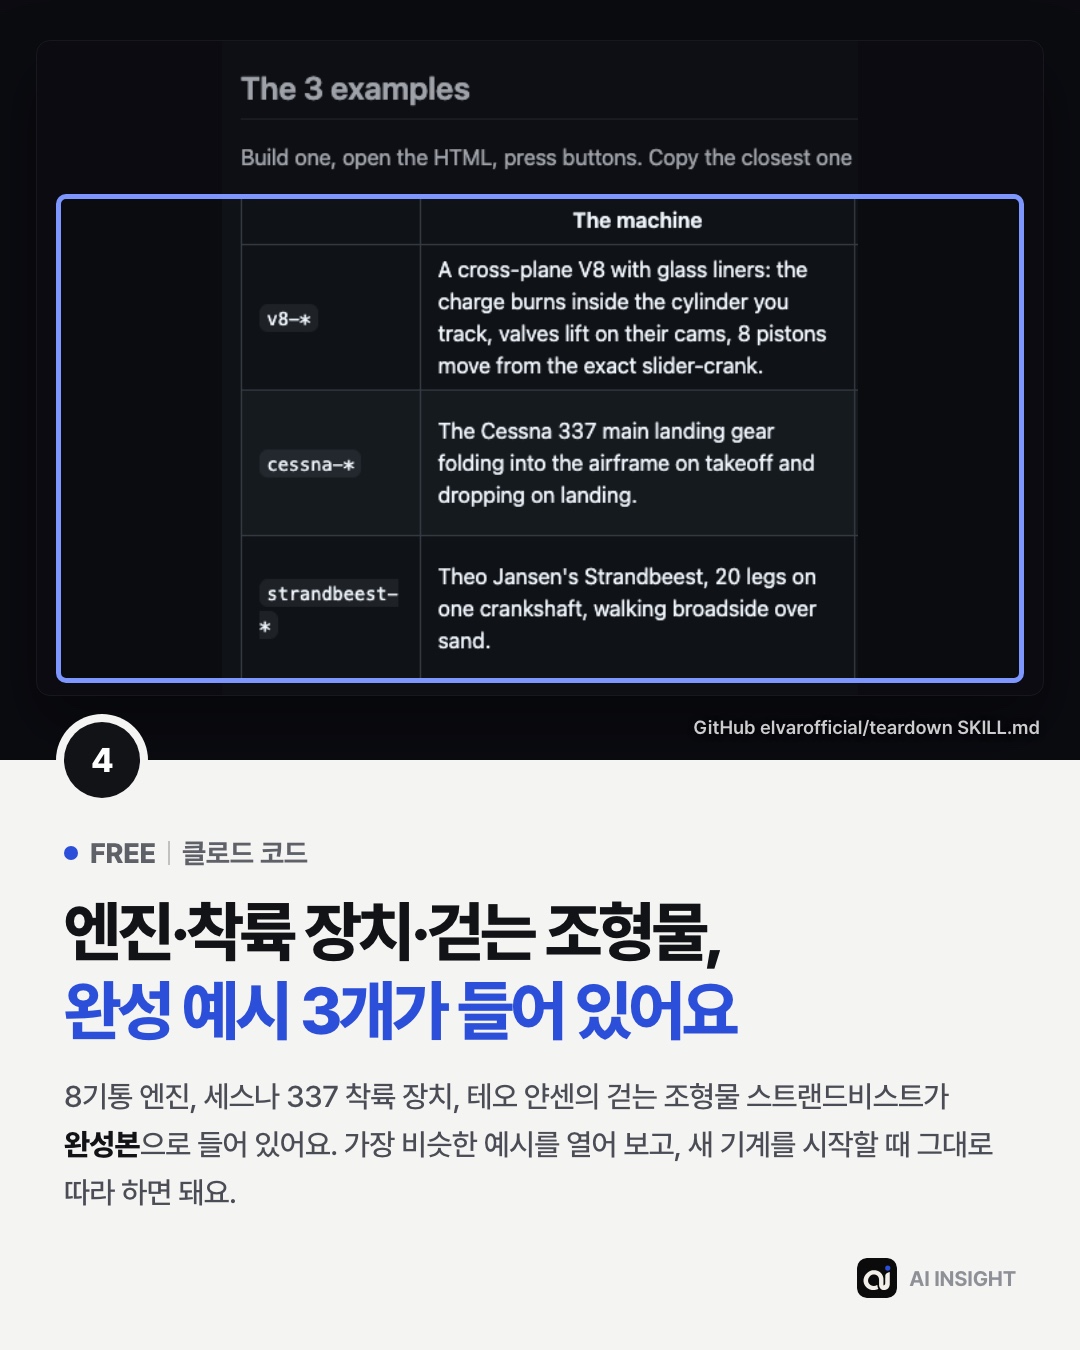 The 3 examples
Build one, open the HTML, press buttons. Copy the closest one
The machine
v8-*
A cross-plane V8 with glass liners: the
charge burns inside the cylinder you
track, valves lift on their cams, 8 pistons
move from the exact slider-crank.
cessna-*
The Cessna 337 main landing gear
folding into the airframe on takeoff and
dropping on landing.
strandbeest-
*
Theo Jansen's Strandbeest, 20 legs on
one crankshaft, walking broadside over
sand.
GitHub elvarofficial/teardown SKILL.md
4
FREE | 클로드 코드
엔진·착륙 장치·걷는 조형물,
완성 예시 3개가 들어 있어요
8기통 엔진, 세스나 337 착륙 장치, 테오 얀센의 걷는 조형물 스트랜드비스트가
완성본으로 들어 있어요. 가장 비슷한 예시를 열어 보고, 새 기계를 시작할 때 그대로
따라 하면 돼요.
ai AI INSIGHT